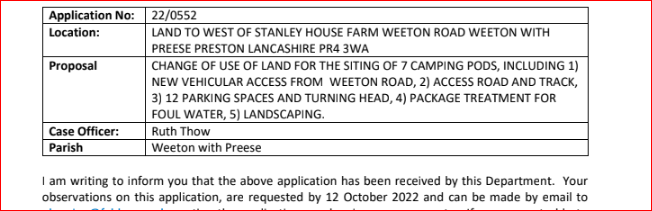 Application No: 22/0552
Location: LAND TO WEST OF STANLEY HOUSE FARM WEETON ROAD WEETON WITH
PREESE PRESTON LANCASHIRE PR4 3WA
Proposal CHANGE OF USE OF LAND FOR THE SITING OF 7 CAMPING PODS, INCLUDING 1)
NEW VEHICULAR ACCESS FROM WEETON ROAD, 2) ACCESS ROAD AND TRACK,
3) 12 PARKING SPACES AND TURNING HEAD, 4) PACKAGE TREATMENT FOR
FOUL WATER, 5) LANDSCAPING.
Case Officer: Ruth Thow
Parish Weeton with Preese
I am writing to inform you that the above application has been received by this Department. Your
observations on this application, are requested by 12 October 2022 and can be made by email to